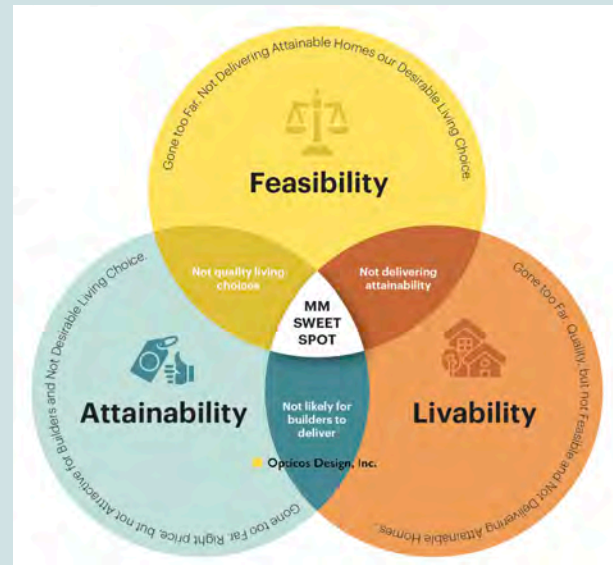 Gone too Far. Not Delivering Attainable Homes our Desirable Living Choice.
Feasibility
Not quality living
choices
Not delivering
attainability
MM
SWEET
SPOT
Gone too Far. Right price, but not Attractive for Builders and Not Desirable Living Choice.
Attainability
Not likely for
builders to
deliver
Gone too Far. Quality, but not Feasible and Not Delivering Attainable Homes.
Livability
Opticos Design, Inc.